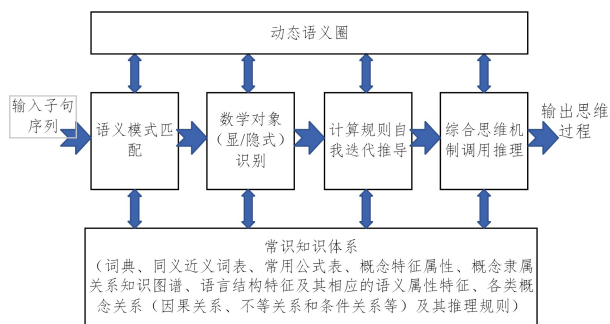 动态语义圈
输入子句
序列
语义模式匹
配
数学对象
（显/隐式）
识别
计算规则自
我迭代推导
综合思维机
制调用推理
输出思维
过程
常识知识体系
（词典、同义近义词表、常用公式表、概念特征属性、概念隶属
关系知识图谱、语言结构特征及其相应的语义属性特征、各类概
念关系（因果关系、不等关系和条件关系等）及其推理规则）